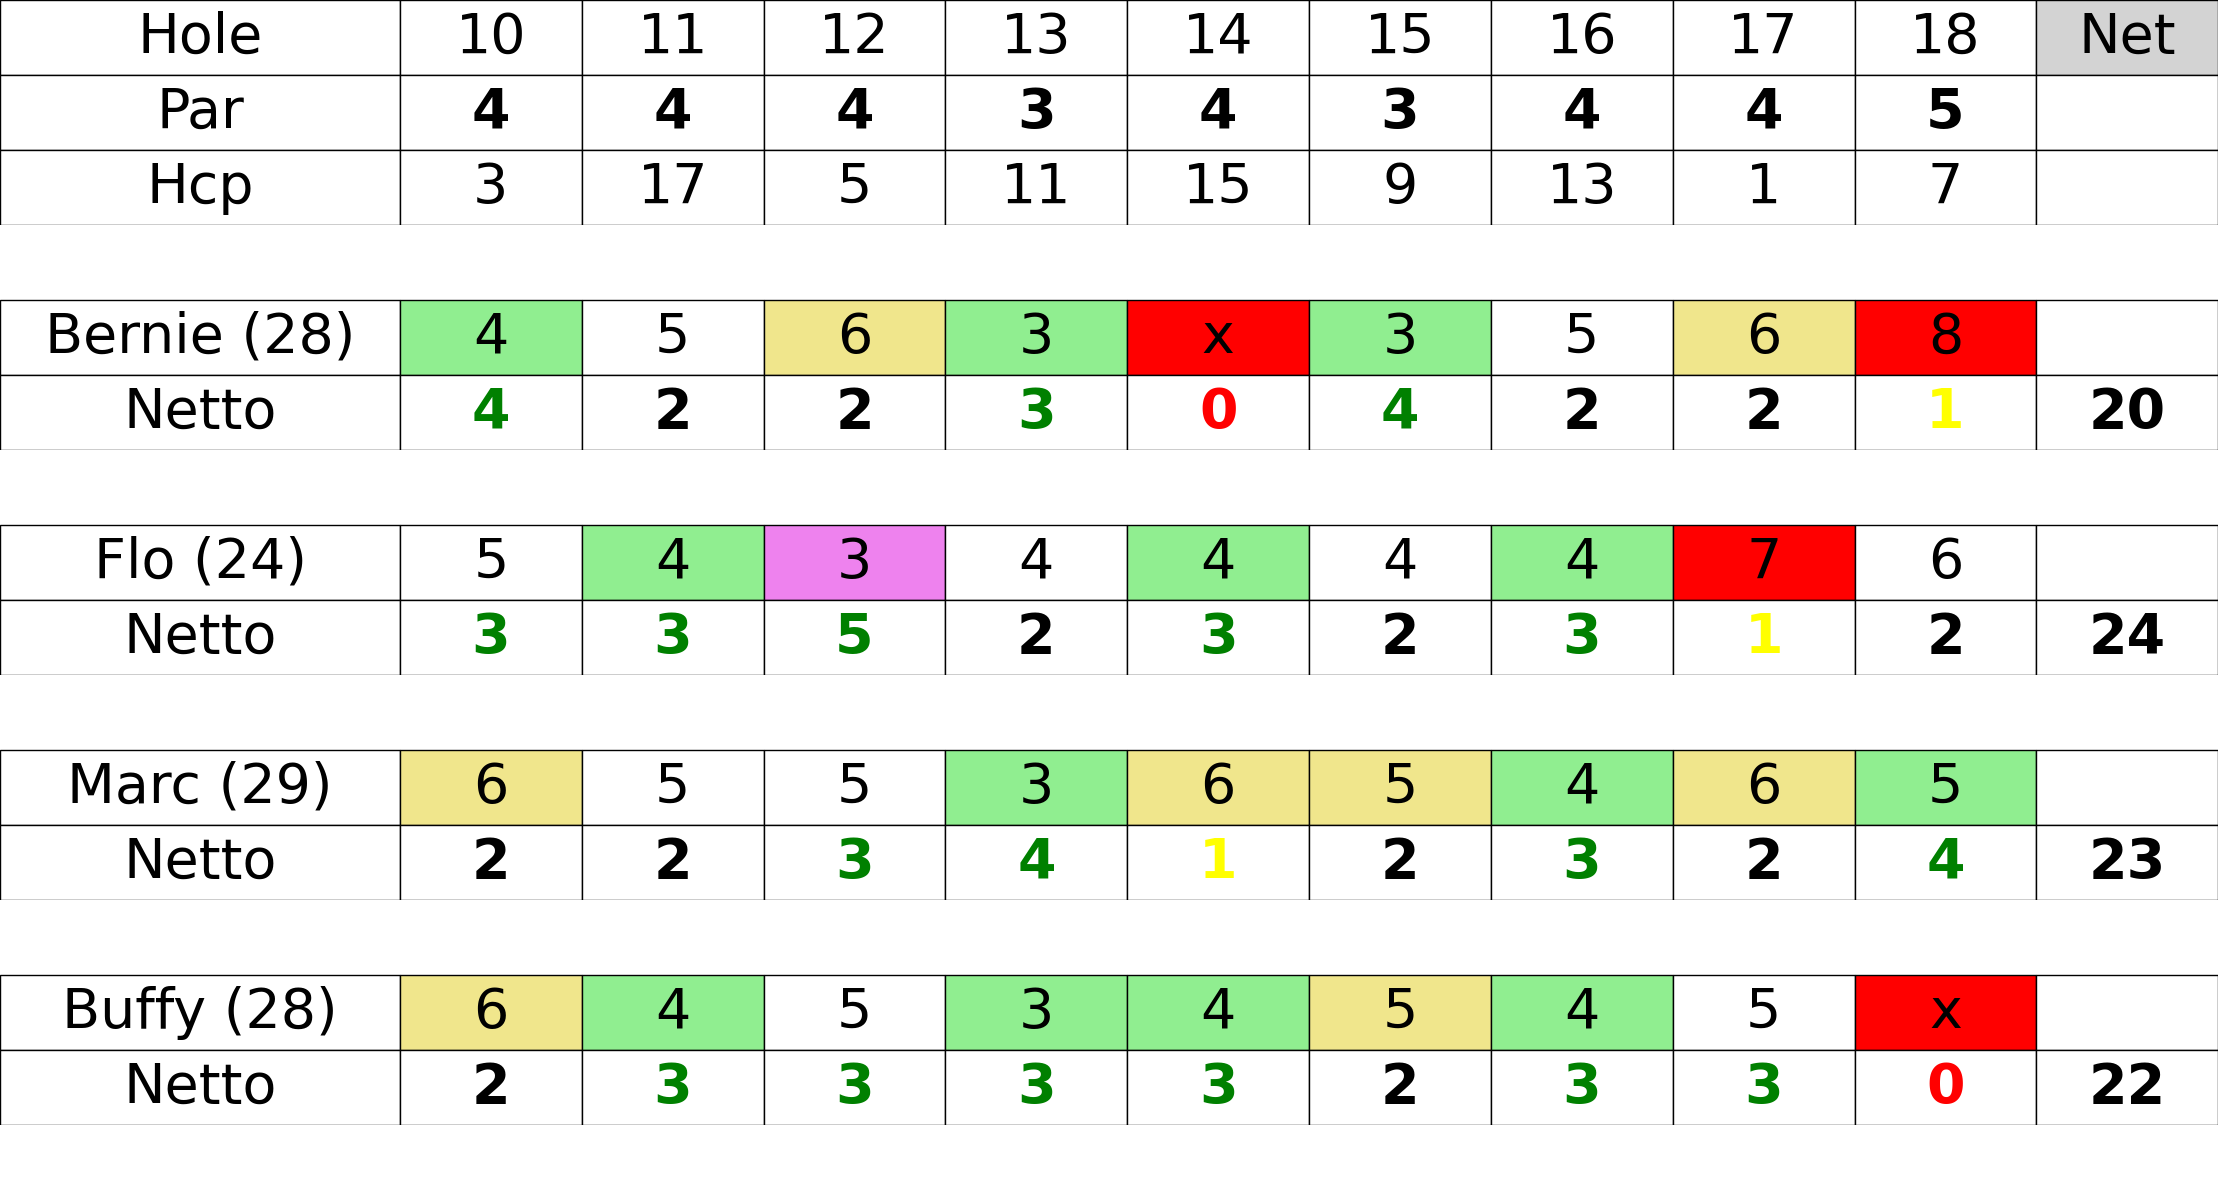 Hole 10 11 12 13 14 15 16 17 18 Net
Par 4 4 4 3 4 3 4 4 5
Hcp 3 17 5 11 15 9 13 1 7
Bernie (28) 4 5 6 3 x 3 5 6 8
Netto 4 2 2 3 0 4 2 2 1 20
Flo (24) 5 4 3 4 4 4 4 7 6
Netto 3 3 5 2 3 2 3 1 2 24
Marc (29) 6 5 5 3 6 5 4 6 5
Netto 2 2 3 4 1 2 3 2 4 23
Buffy (28) 6 4 5 3 4 5 4 5 x
Netto 2 3 3 3 3 2 3 3 0 22